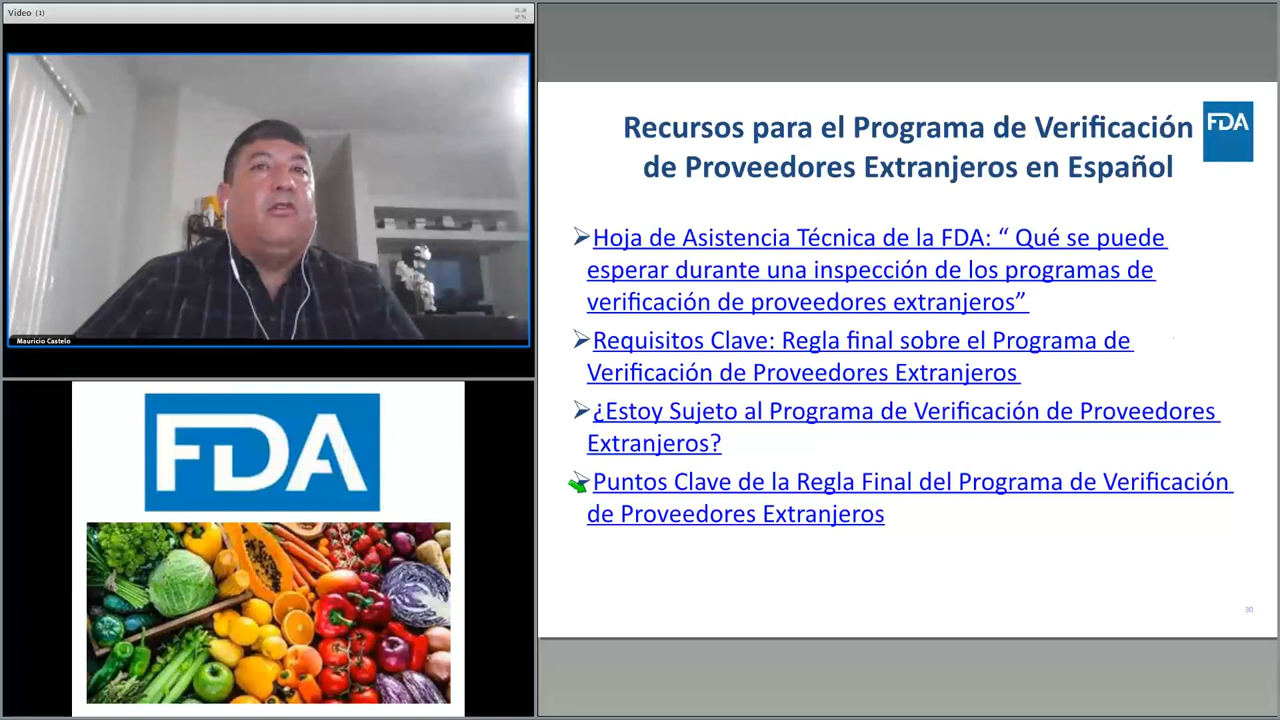 Video (1)
Mauricio Castelo
FDA
Recursos para el Programa de Verificación
de Proveedores Extranjeros en Español
FDA
➢Hoja de Asistencia Técnica de la FDA: “ Qué se puede
esperar durante una inspección de los programas de
verificación de proveedores extranjeros”
➢Requisitos Clave: Regla final sobre el Programa de
Verificación de Proveedores Extranjeros
➢¿Estoy Sujeto al Programa de Verificación de Proveedores
Extranjeros?
➢Puntos Clave de la Regla Final del Programa de Verificación
de Proveedores Extranjeros
30